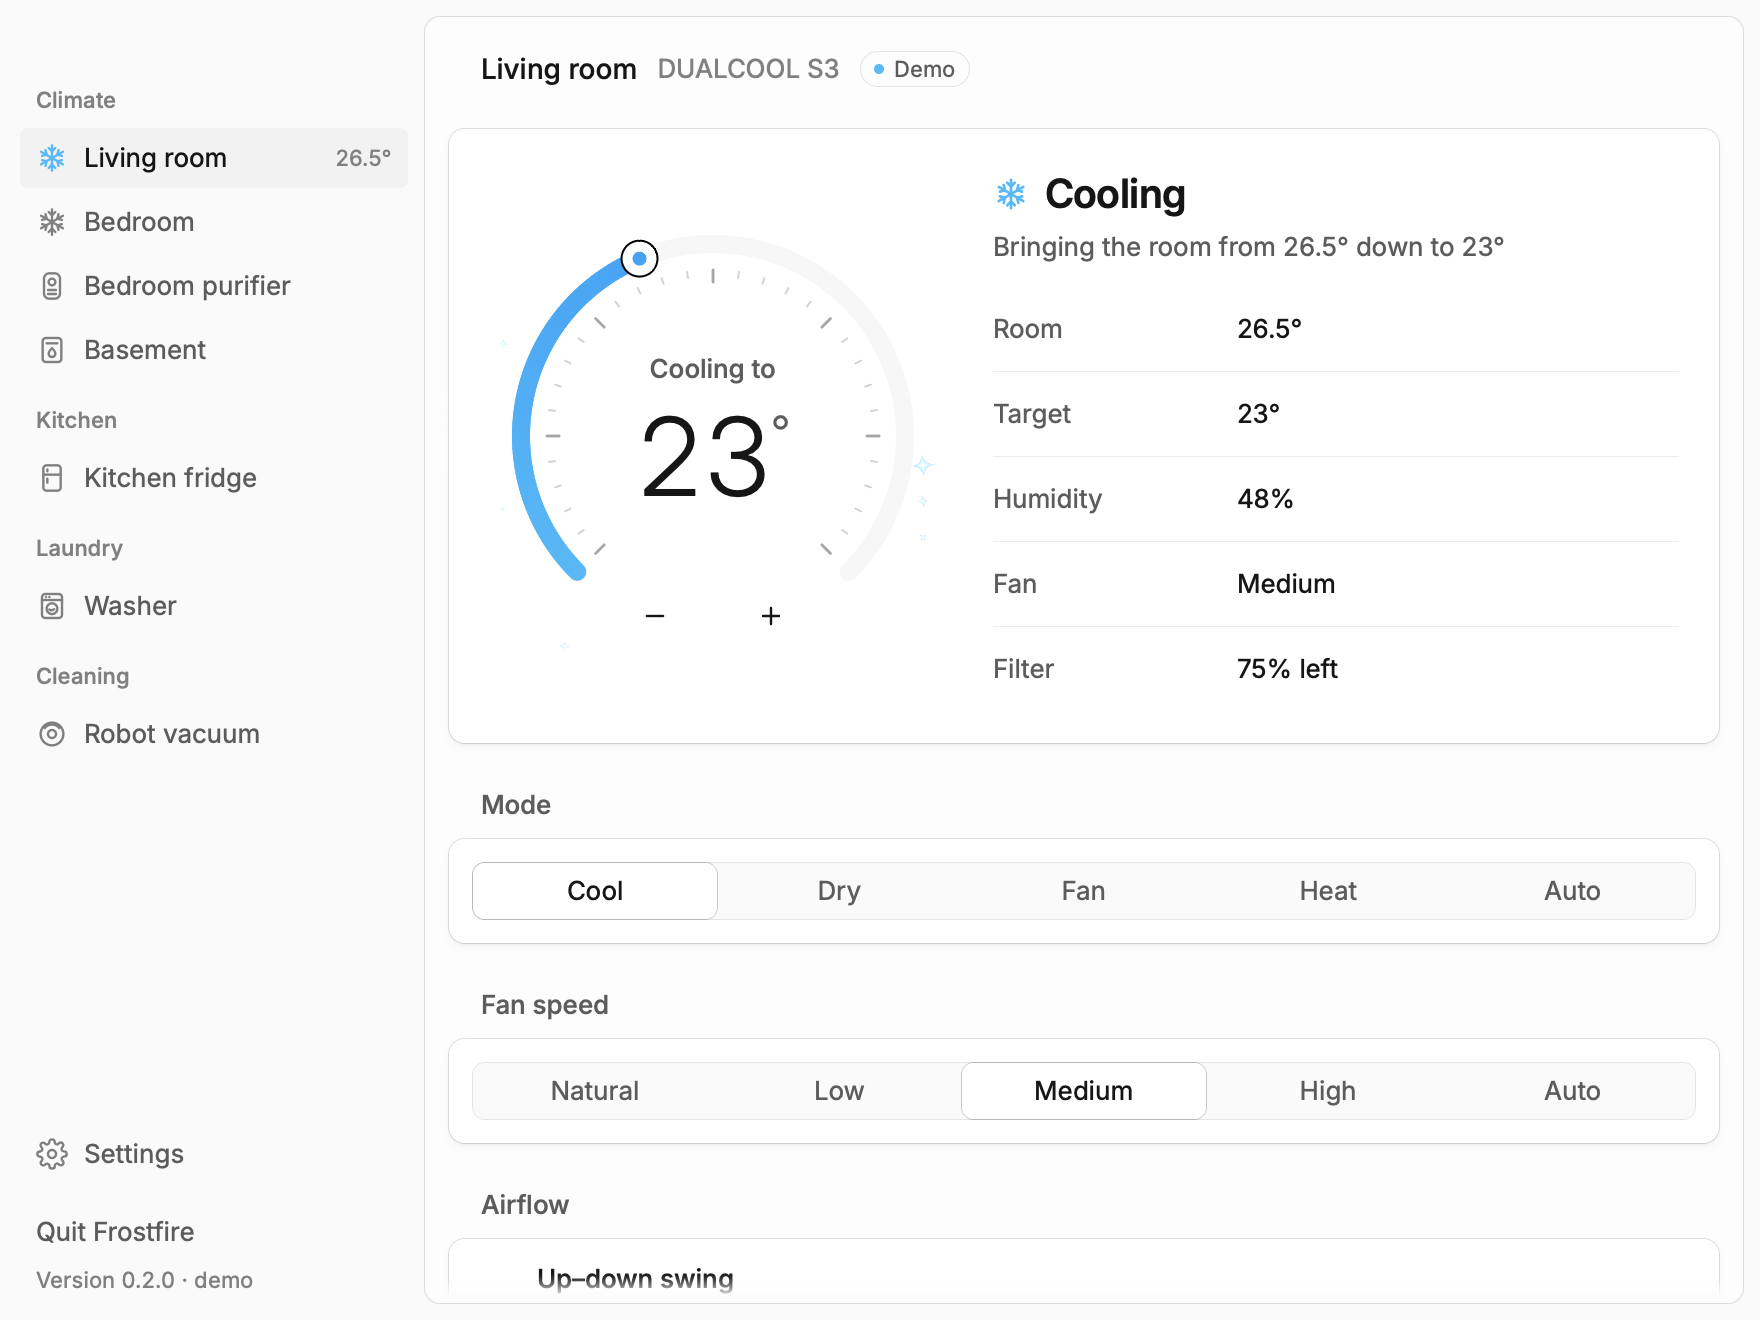 Climate
Living room 26.5°
Bedroom
Bedroom purifier
Basement
Kitchen
Kitchen fridge
Laundry
Washer
Cleaning
Robot vacuum
Settings
Quit Frostfire
Version 0.2.0 · demo
Living room DUALCOOL S3 Demo
Cooling to
23°
− +
Cooling
Bringing the room from 26.5° down to 23°
Room 26.5°
Target 23°
Humidity 48%
Fan Medium
Filter 75% left
Mode
Cool Dry Fan Heat Auto
Fan speed
Natural Low Medium High Auto
Airflow
Up–down swing